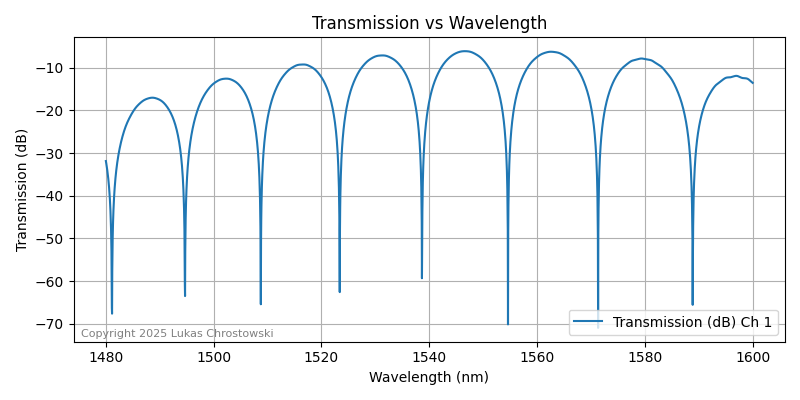 Transmission vs Wavelength
Transmission (dB)
−10
−20
−30
−40
−50
−60
−70
Copyright 2025 Lukas Chrostowski
Transmission (dB) Ch 1
1480
1500
1520
1540
1560
1580
1600
Wavelength (nm)